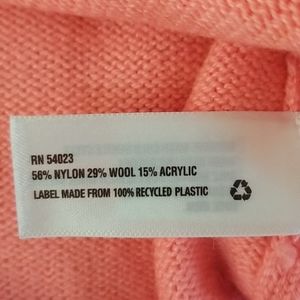 RN 54023
56% NYLON 29% WOOL 15% ACRYLIC
LABEL MADE FROM 100% RECYCLED PLASTIC